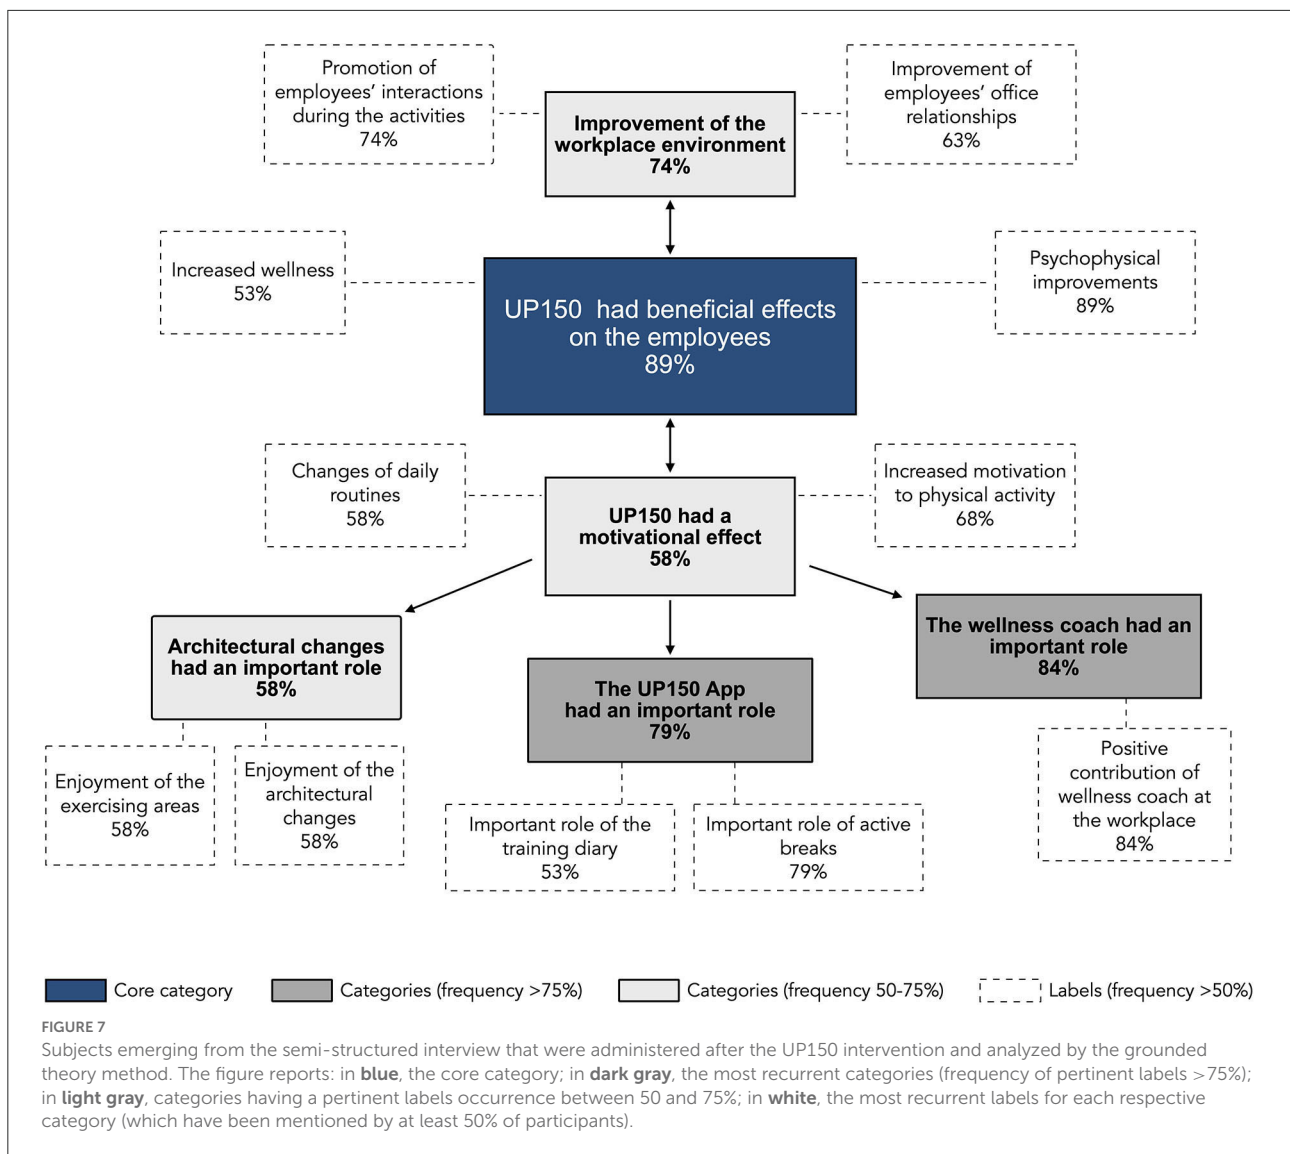 Promotion of
employees' interactions
during the activities
74%
Improvement of the
workplace environment
74%
Improvement of
employees' office
relationships
63%
Increased wellness
53%
UP150 had beneficial effects
on the employees
89%
Psychophysical
improvements
89%
Changes of daily
routines
58%
UP150 had a
motivational effect
58%
Increased motivation
to physical activity
68%
Architectural changes
had an important role
58%
The UP150 App
had an important role
79%
The wellness coach had an
important role
84%
Enjoyment of the
exercising areas
58%
Enjoyment of the
architectural
changes
58%
Important role of the
training diary
53%
Important role of active
breaks
79%
Positive
contribution of
wellness coach at
the workplace
84%
Core category
Categories (frequency >75%)
Categories (frequency 50-75%)
Labels (frequency >50%)
FIGURE 7
Subjects emerging from the semi-structured interview that were administered after the UP150 intervention and analyzed by the grounded
theory method. The figure reports: in blue, the core category; in dark gray, the most recurrent categories (frequency of pertinent labels >75%);
in light gray, categories having a pertinent labels occurrence between 50 and 75%; in white, the most recurrent labels for each respective
category (which have been mentioned by at least 50% of participants).